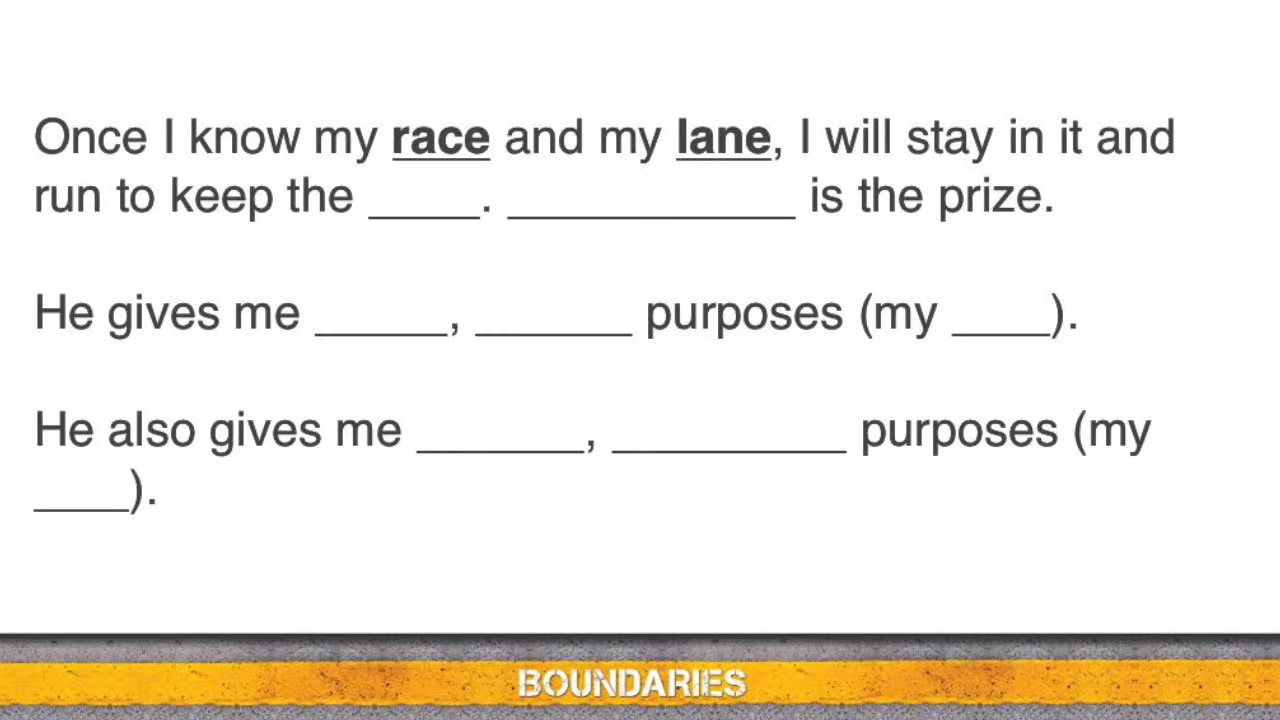 Once I know my race and my lane, I will stay in it and
run to keep the _____. _____________ is the prize.
He gives me ______, _______ purposes (my ____).
He also gives me _______, __________ purposes (my
____).
BOUNDARIES